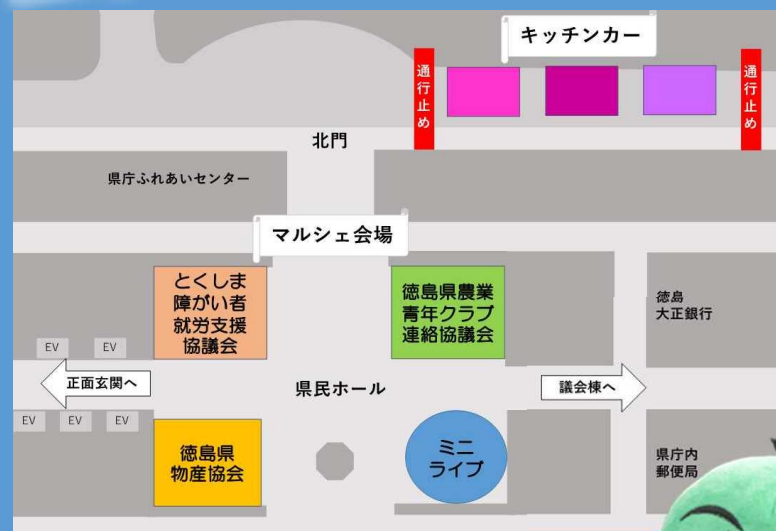 キッチンカー
通行止め
通行止め
北門
県庁ふれあいセンター
マルシェ会場
とくしま
障がい者
就労支援
協議会
徳島県農業
青年クラブ
連絡協議会
徳島
大正銀行
EV
EV
正面玄関へ
県民ホール
議会棟へ
EV
EV
EV
徳島県
物産協会
ミニ
ライブ
県庁内
郵便局